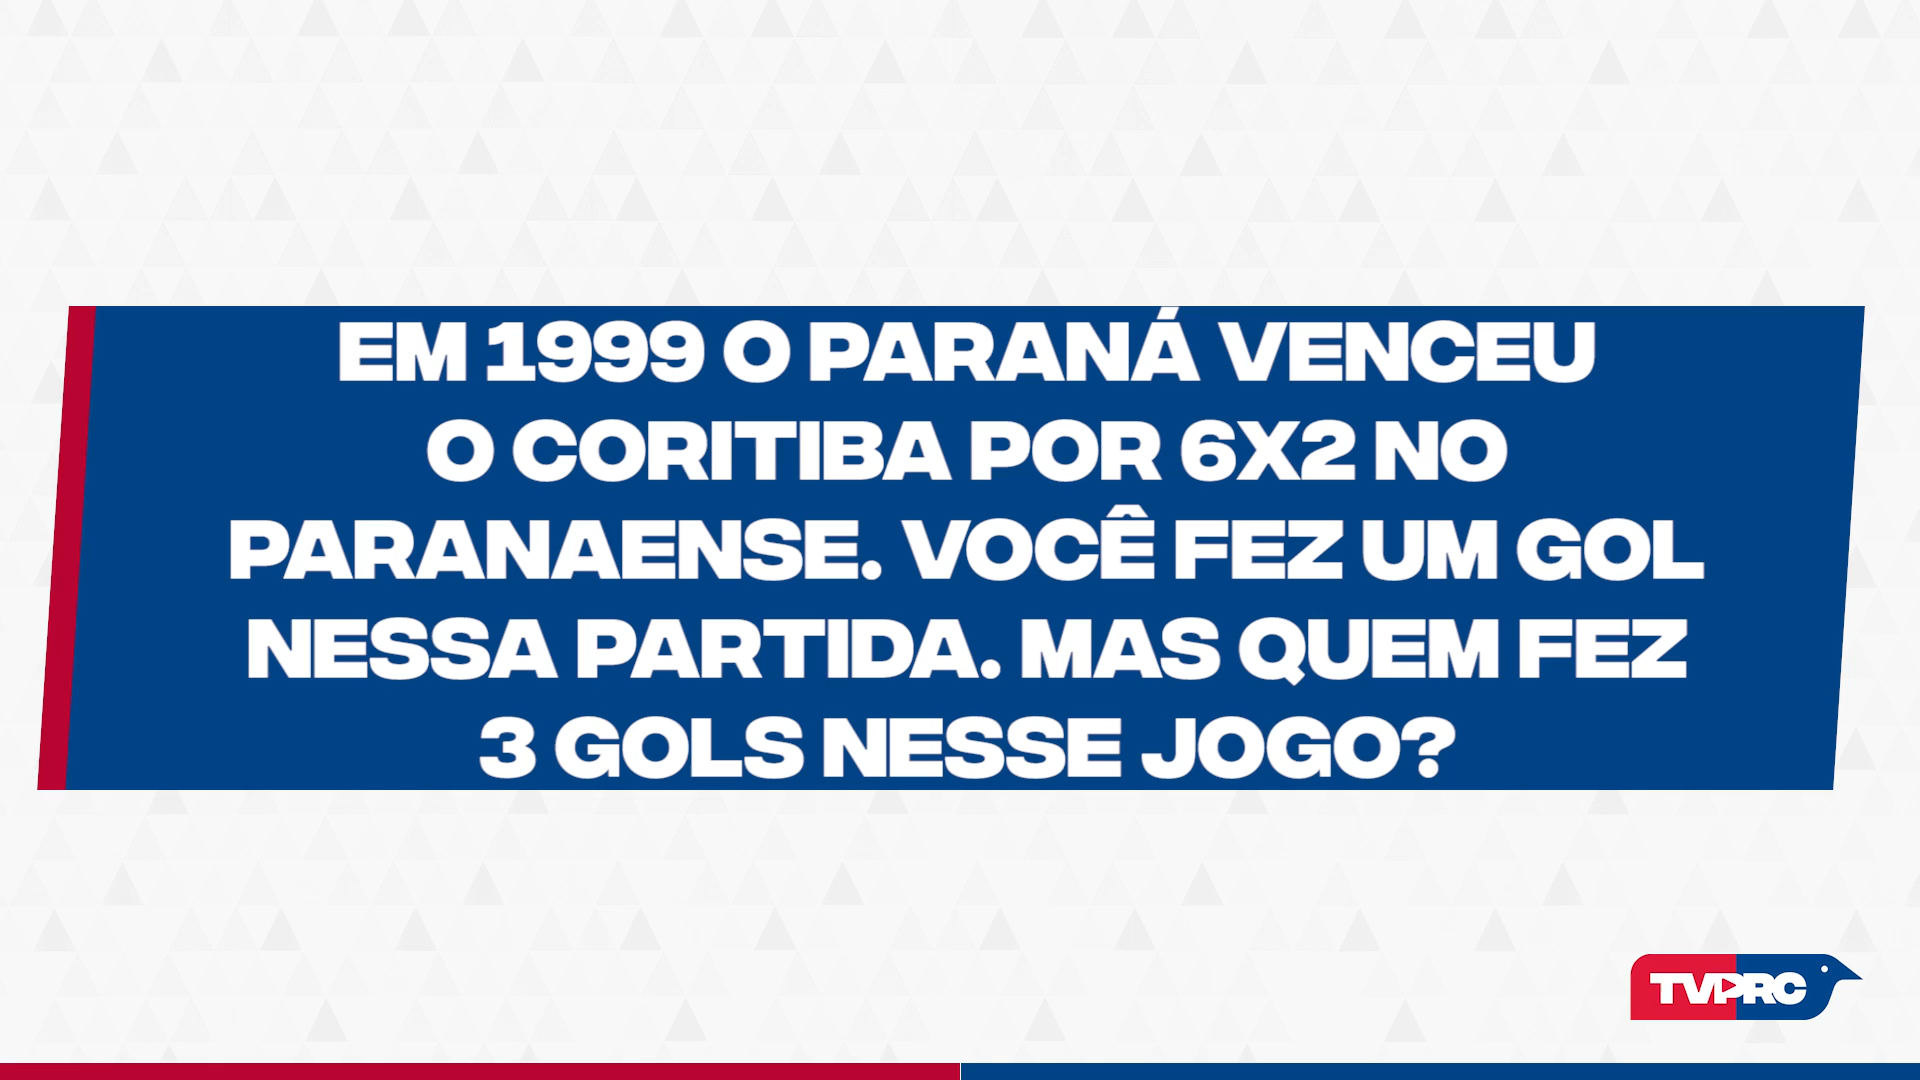 EM 1999 O PARANÁ VENCEU
O CORITIBA POR 6X2 NO
PARANAENSE. VOCÊ FEZ UM GOL
NESSA PARTIDA. MAS QUEM FEZ
3 GOLS NESSE JOGO?
TVPRC